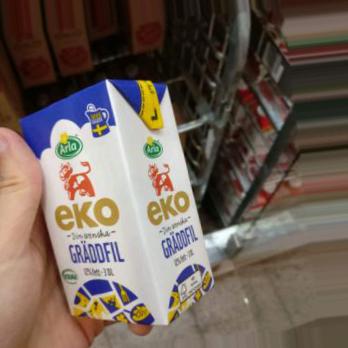 Arla
eko
Din svenska
GRÄDDFIL
12% fett · 3 DL
Arla
eko
Din svenska
GRÄDDFIL
12% fett · 3 DL